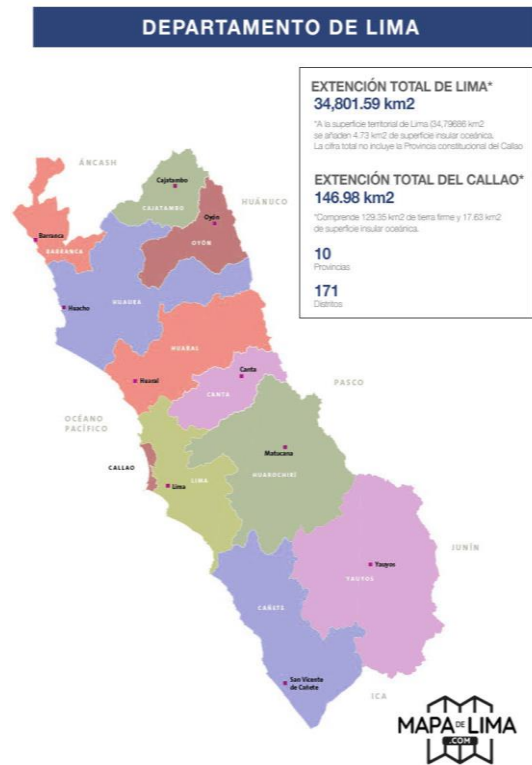 DEPARTAMENTO DE LIMA
EXTENCIÓN TOTAL DE LIMA*
34,801.59 km2
*A la superficie territorial de Lima (34,79686 km2
se añaden 4.73 km2 de superficie insular oceánica.
La cifra total no incluye la Provincia constitucional del Callao
EXTENCIÓN TOTAL DEL CALLAO*
146.98 km2
*Comprende 129.35 km2 de tierra firme y 17.63 km2
de superficie insular oceánica.
10
Provincias
171
Distritos
ÁNCASH
HUÁNUCO
Cajatambo
CAJATAMBO
Oyón
OYÓN
Barranca
BARRANCA
Huacho
HUAURA
HUARAL
Huaral
Canta
CANTA
PASCO
OCÉANO
PACÍFICO
CALLAO
Matucana
HUAROCHIRÍ
LIMA
Lima
JUNÍN
Yauyos
YAUYOS
CAÑETE
San Vicente
de Cañete
ICA
MAPA DE LIMA
.COM